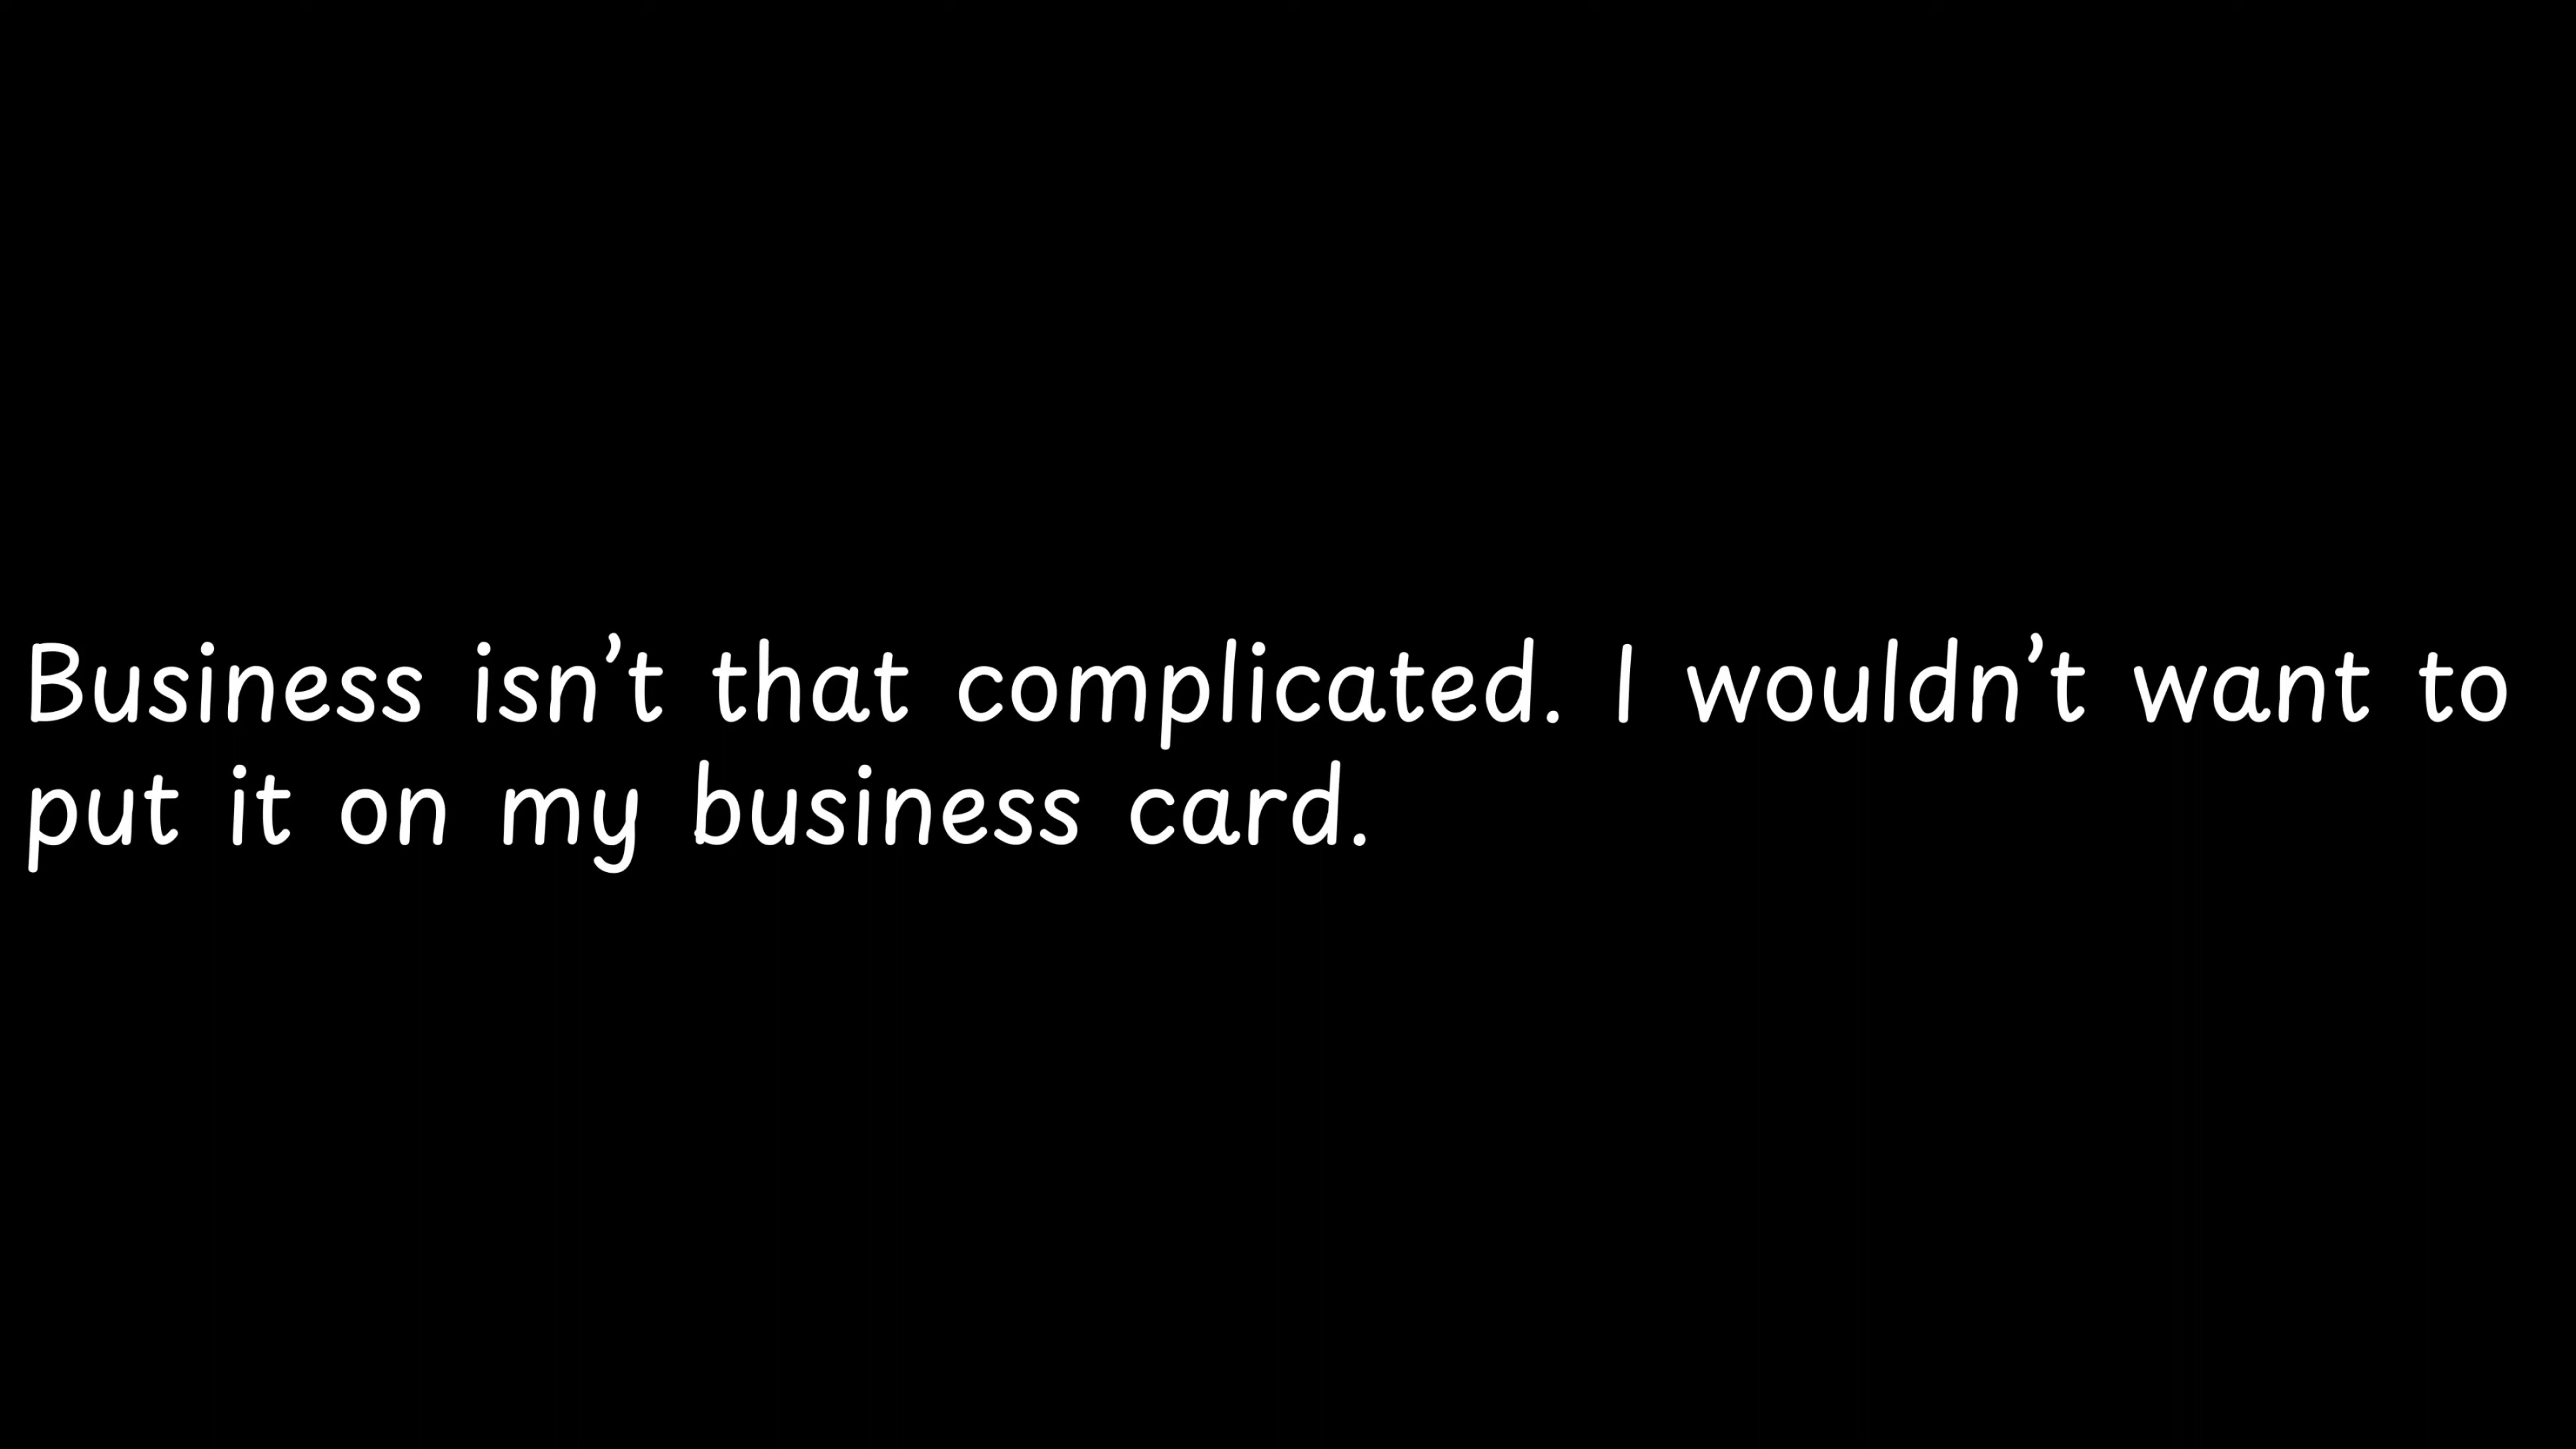 Business isn’t that complicated. I wouldn’t want to
put it on my business card.